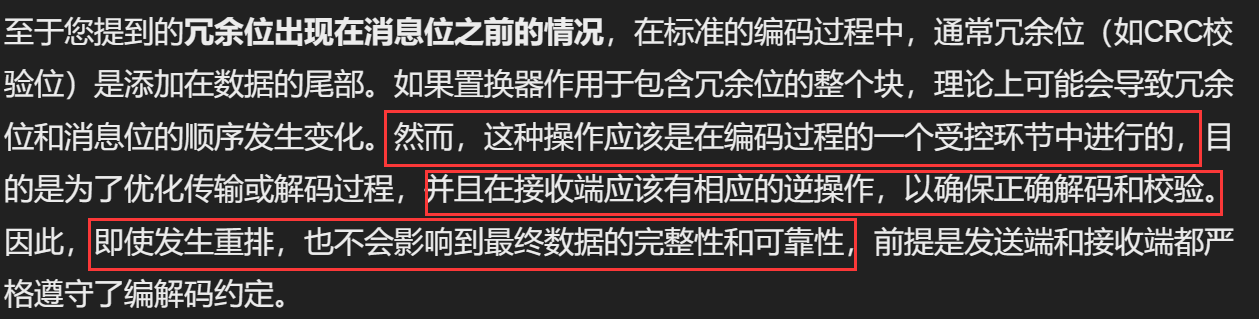 至于您提到的冗余位出现在消息位之前的情况，在标准的编码过程中，通常冗余位（如CRC校
验位）是添加在数据的尾部。如果置换器作用于包含冗余位的整个块，理论上可能会导致冗余
位和消息位的顺序发生变化。然而，这种操作应该是在编码过程的一个受控环节中进行的，目
的是为了优化传输或解码过程，并且在接收端应该有相应的逆操作，以确保正确解码和校验。
因此，即使发生重排，也不会影响到最终数据的完整性和可靠性，前提是发送端和接收端都严
格遵守了编解码约定。